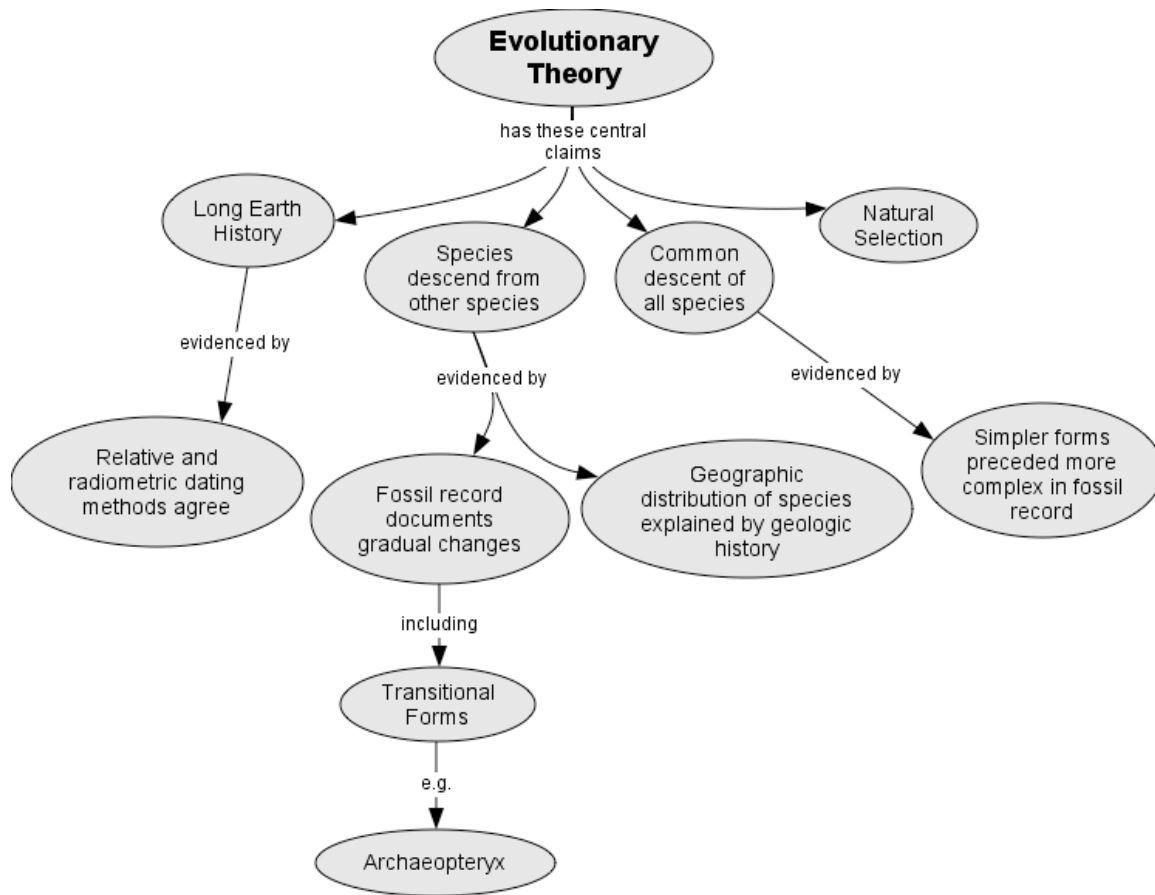 Evolutionary
Theory
has these central
claims
Long Earth
History
Species
descend from
other species
Common
descent of
all species
Natural
Selection
evidenced by
evidenced by
evidenced by
Relative and
radiometric dating
methods agree
Fossil record
documents
gradual changes
Geographic
distribution of species
explained by geologic
history
Simpler forms
preceded more
complex in fossil
record
including
Transitional
Forms
e.g.
Archaeopteryx